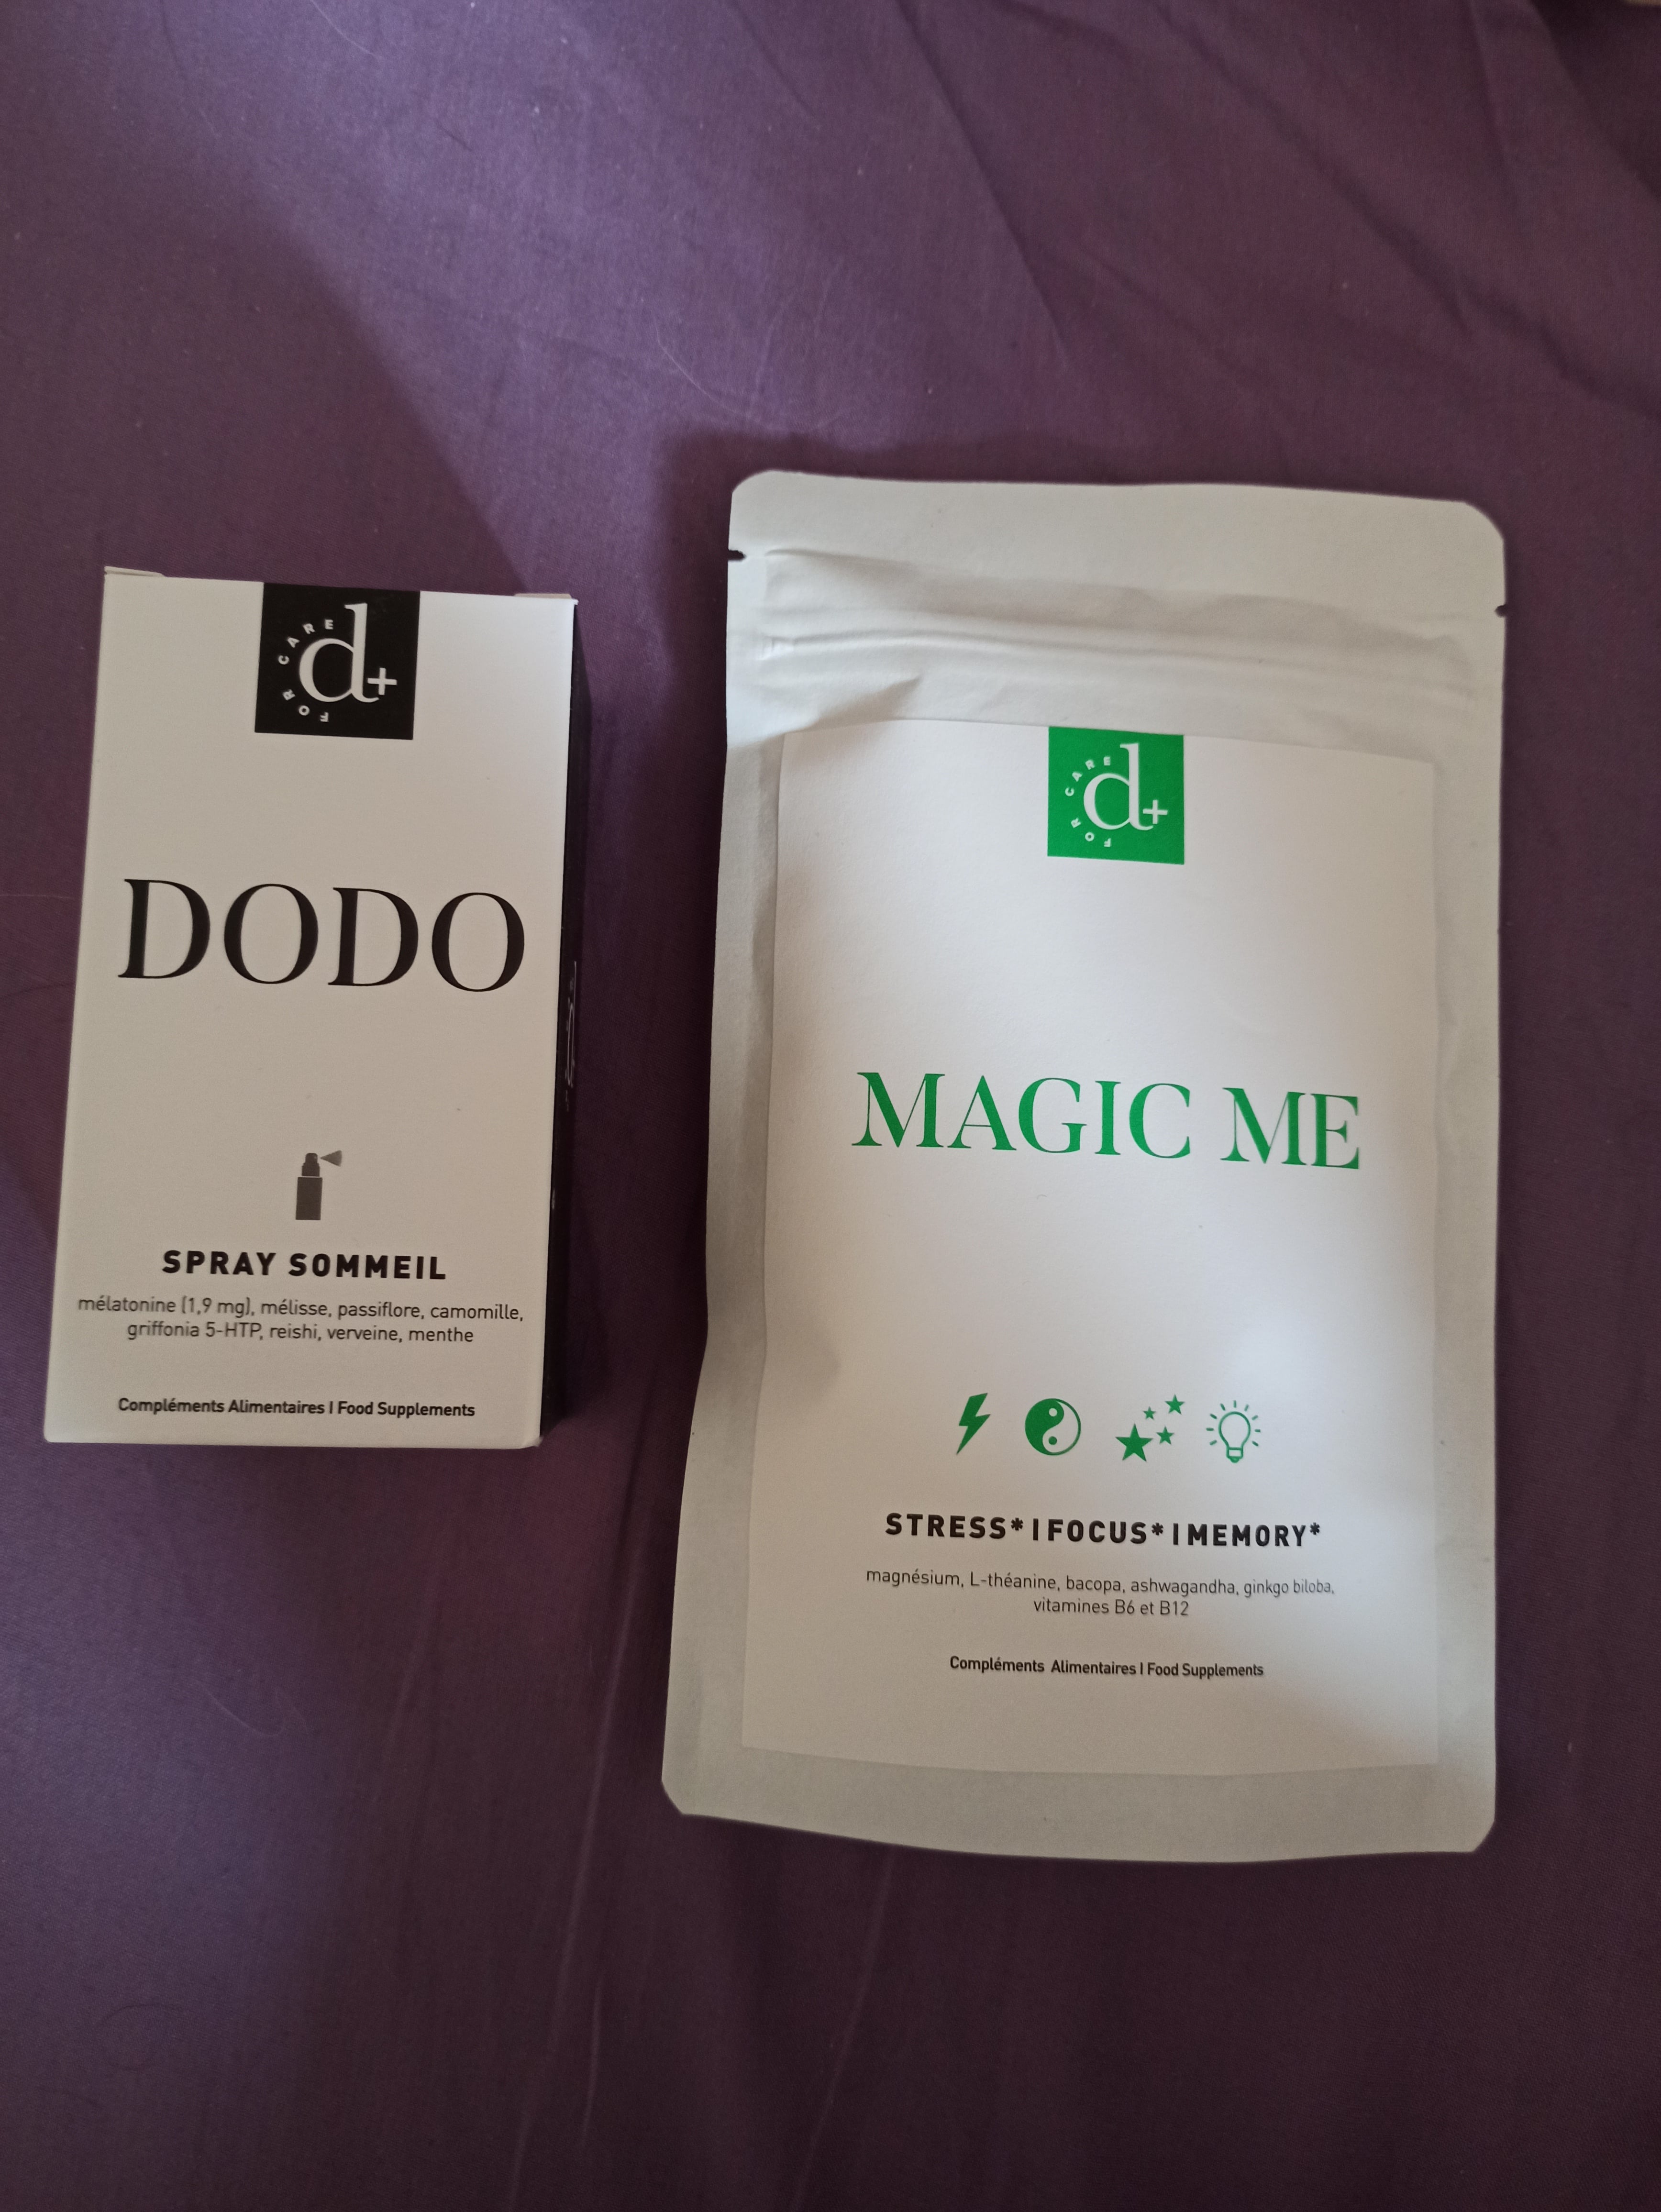 d+
FOR CARE
DODO
SPRAY SOMMEIL
mélatonine (1,9 mg), mélisse, passiflore, camomille,
griffonia 5-HTP, reishi, verveine, menthe
Compléments Alimentaires I Food Supplements
d+
FOR CARE
MAGIC ME
STRESS* I FOCUS* I MEMORY*
magnésium, L-théanine, bacopa, ashwagandha, ginkgo biloba,
vitamines B6 et B12
Compléments Alimentaires I Food Supplements